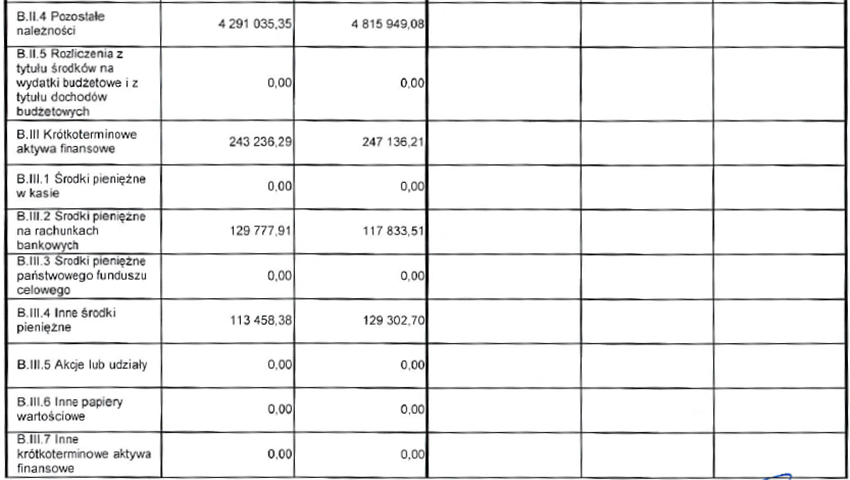 B.II.4 Pozostałe
należności
4 291 035,35
4 815 949,08
B.II.5 Rozliczenia z
tytułu środków na
wydatki budżetowe i z
tytułu dochodów
budżetowych
0,00
0,00
B.III Krótkoterminowe
aktywa finansowe
243 236,29
247 136,21
B.III.1 Środki pieniężne
w kasie
0,00
0,00
B.III.2 Środki pieniężne
na rachunkach
bankowych
129 777,91
117 833,51
B.III.3 Środki pieniężne
państwowego funduszu
celowego
0,00
0,00
B.III.4 Inne środki
pieniężne
113 458,38
129 302,70
B.III.5 Akcje lub udziały
0,00
0,00
B.III.6 Inne papiery
wartościowe
0,00
0,00
B.III.7 Inne
krótkoterminowe aktywa
finansowe
0,00
0,00